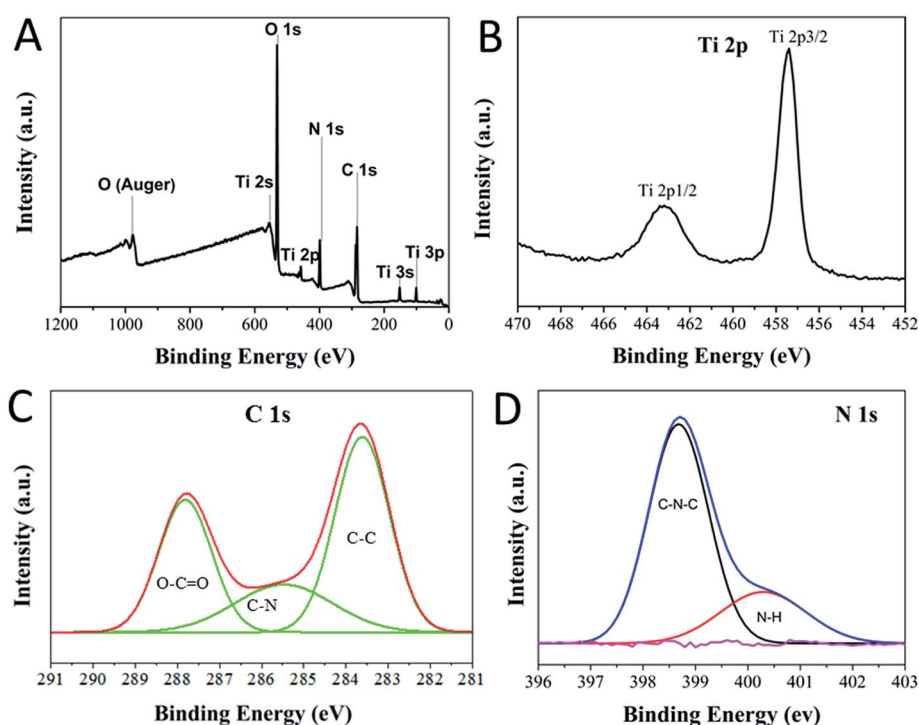 A
O 1s
N 1s
C 1s
O (Auger)
Ti 2s
Ti 2p
Ti 3s
Ti 3p
Intensity (a.u.)
1200 1000 800 600 400 200 0
Binding Energy (eV)
B
Ti 2p
Ti 2p3/2
Ti 2p1/2
Intensity (a.u.)
470 468 466 464 462 460 458 456 454 452
Binding Energy (eV)
C
C 1s
O-C=O
C-N
C-C
Intensity (a.u.)
291 290 289 288 287 286 285 284 283 282 281
Binding Energy (eV)
D
N 1s
C-N-C
N-H
Intensity (a.u.)
396 397 398 399 400 401 402 403
Binding Energy (ev)